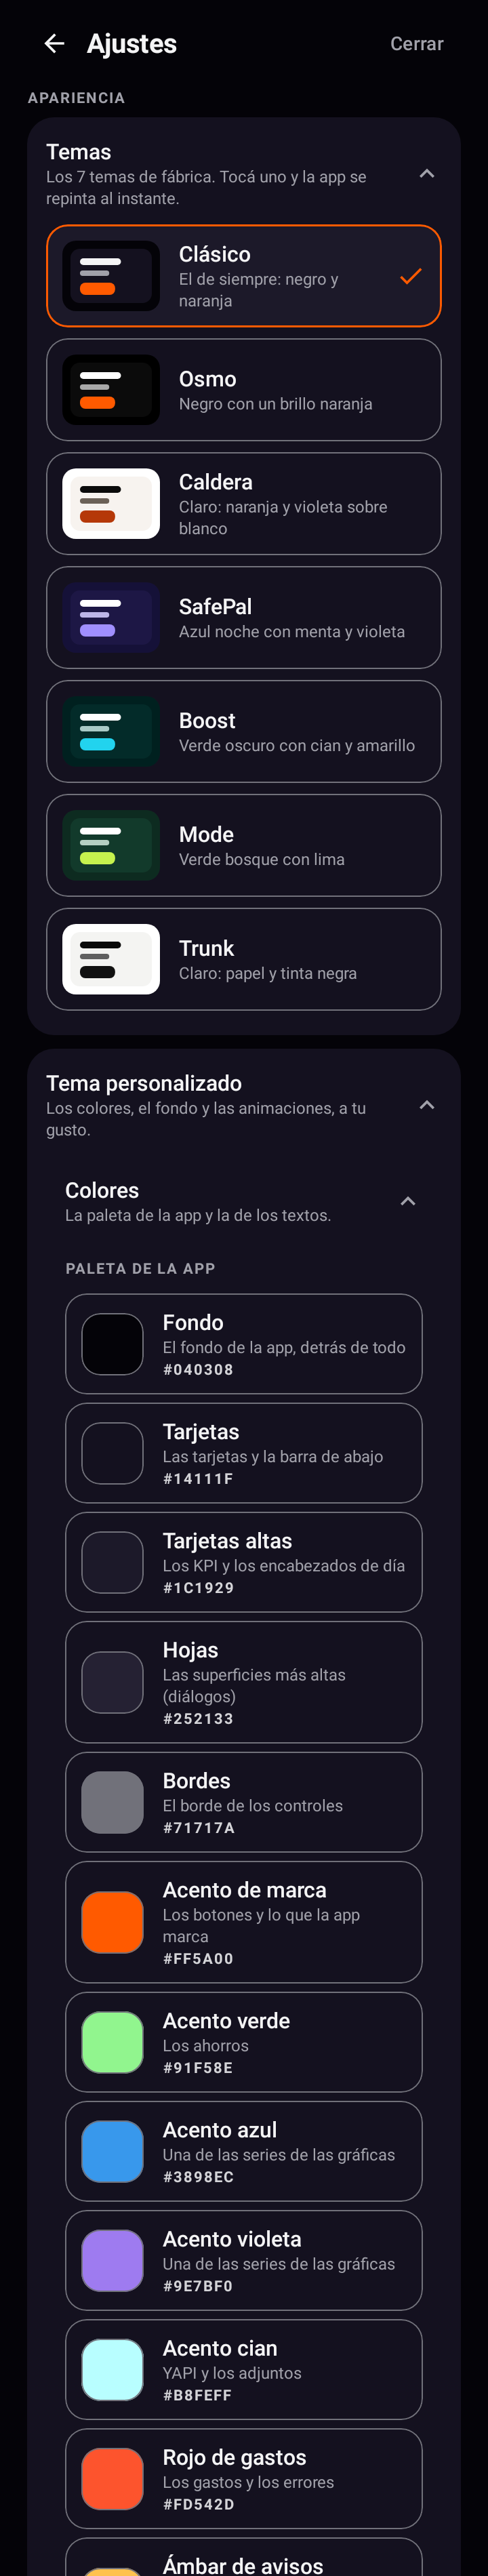 Ajustes
Cerrar
APARIENCIA
Temas
Los 7 temas de fábrica. Tocá uno y la app se
repinta al instante.
Clásico
El de siempre: negro y
naranja
Osmo
Negro con un brillo naranja
Caldera
Claro: naranja y violeta sobre
blanco
SafePal
Azul noche con menta y violeta
Boost
Verde oscuro con cian y amarillo
Mode
Verde bosque con lima
Trunk
Claro: papel y tinta negra
Tema personalizado
Los colores, el fondo y las animaciones, a tu
gusto.
Colores
La paleta de la app y la de los textos.
PALETA DE LA APP
Fondo
El fondo de la app, detrás de todo
#040308
Tarjetas
Las tarjetas y la barra de abajo
#14111F
Tarjetas altas
Los KPI y los encabezados de día
#1C1929
Hojas
Las superficies más altas
(diálogos)
#252133
Bordes
El borde de los controles
#71717A
Acento de marca
Los botones y lo que la app
marca
#FF5A00
Acento verde
Los ahorros
#91F58E
Acento azul
Una de las series de las gráficas
#3898EC
Acento violeta
Una de las series de las gráficas
#9E7BF0
Acento cian
YAPI y los adjuntos
#B8FEFF
Rojo de gastos
Los gastos y los errores
#FD542D
Ámbar de avisos